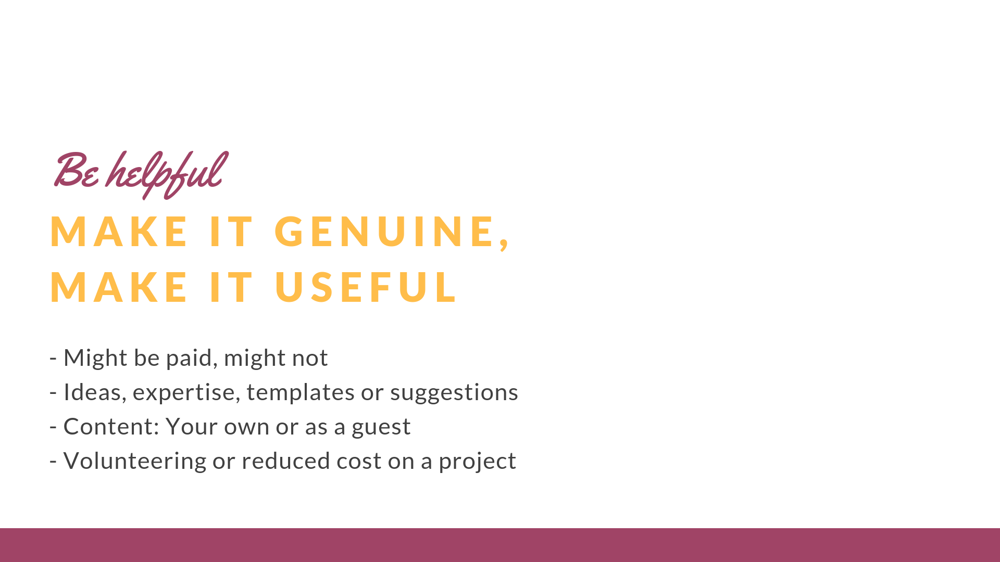 Be helpful
MAKE IT GENUINE,
MAKE IT USEFUL
- Might be paid, might not
- Ideas, expertise, templates or suggestions
- Content: Your own or as a guest
- Volunteering or reduced cost on a project